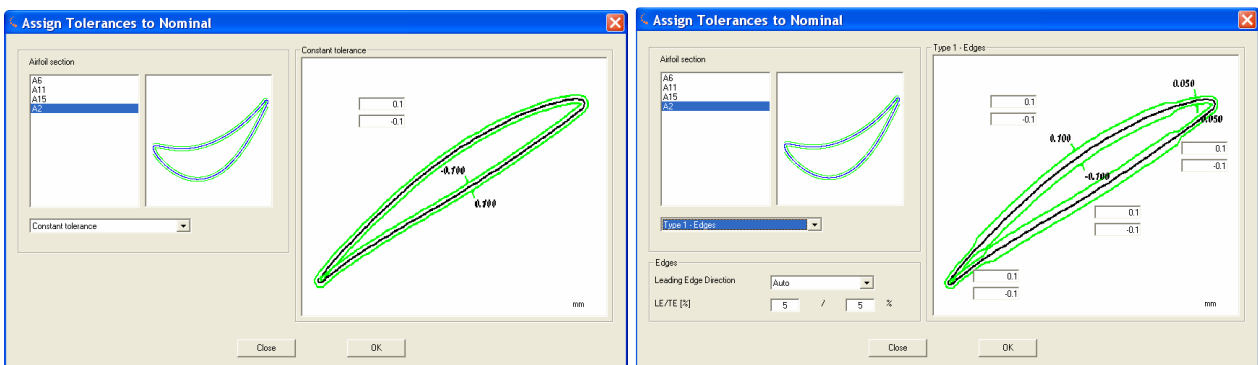 Assign Tolerances to Nominal
Airfoil section
A6
A11
A15
A2
Constant tolerance
Constant tolerance
0.1
-0.1
-0.100
0.100
mm
Close
OK
Assign Tolerances to Nominal
Airfoil section
A6
A11
A15
A2
Type 1 - Edges
Edges
Leading Edge Direction
Auto
LE/TE [%]
5 / 5 %
Type 1 - Edges
0.050
0.1
-0.1
0.050
0.100
0.1
-0.1
-0.100
0.1
-0.1
0.1
-0.1
mm
Close
OK